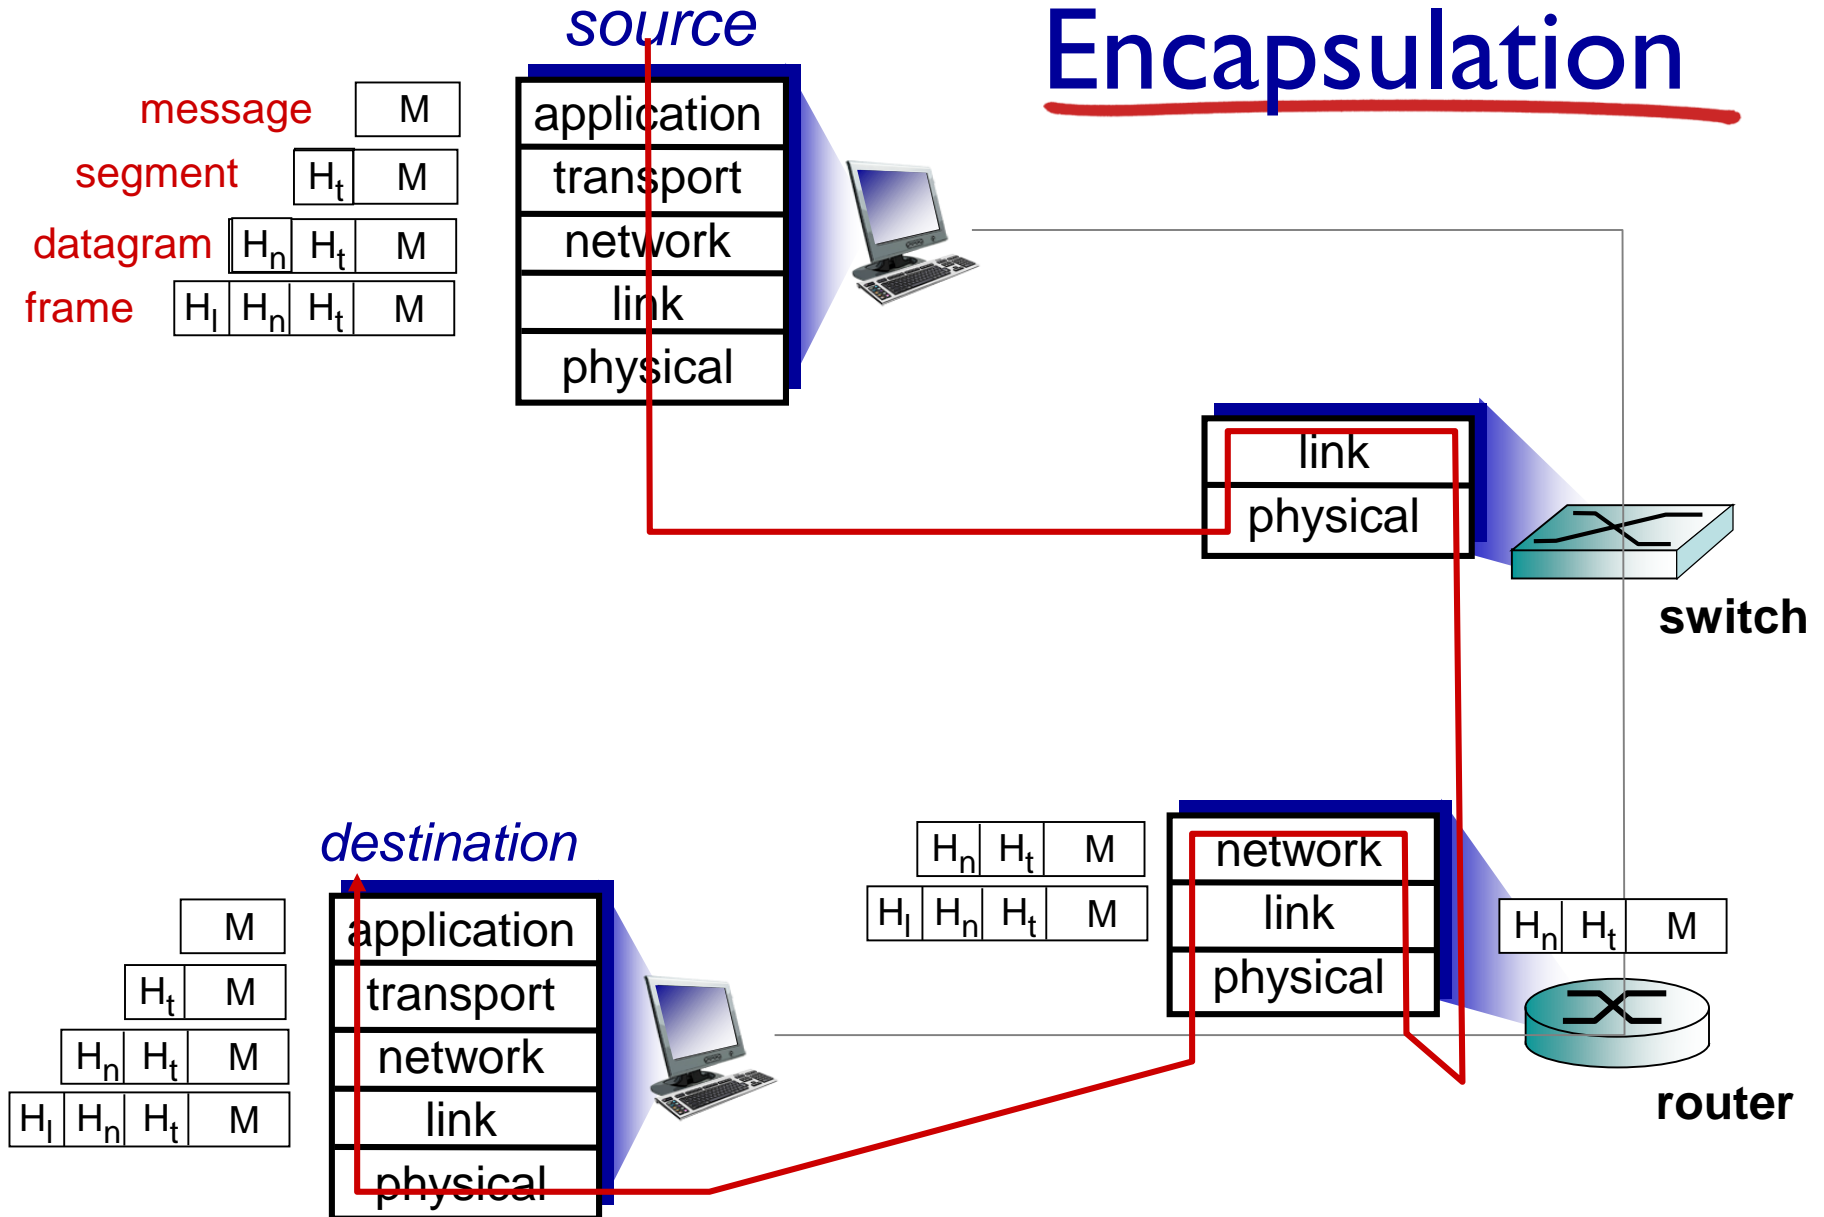 source
Encapsulation
message M
segment Ht M
datagram Hn Ht M
frame Hl Hn Ht M
application
transport
network
link
physical
link
physical
switch
destination
M
Ht M
Hn Ht M
Hl Hn Ht M
application
transport
network
link
physical
Hn Ht M
Hl Hn Ht M
network
link
physical
Hn Ht M
router